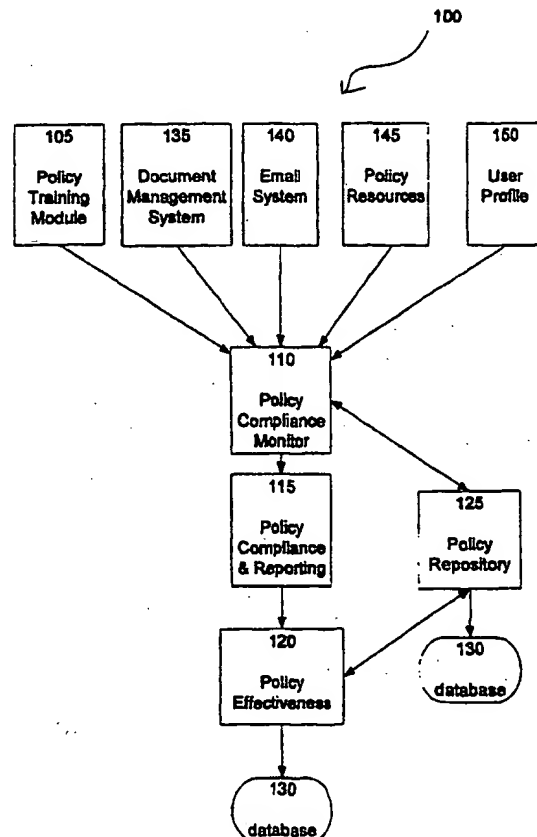 100
105
Policy
Training
Module
135
Document
Management
System
140
Email
System
145
Policy
Resources
150
User
Profile
110
Policy
Compliance
Monitor
115
Policy
Compliance
& Reporting
125
Policy
Repository
120
Policy
Effectiveness
130
database
130
database